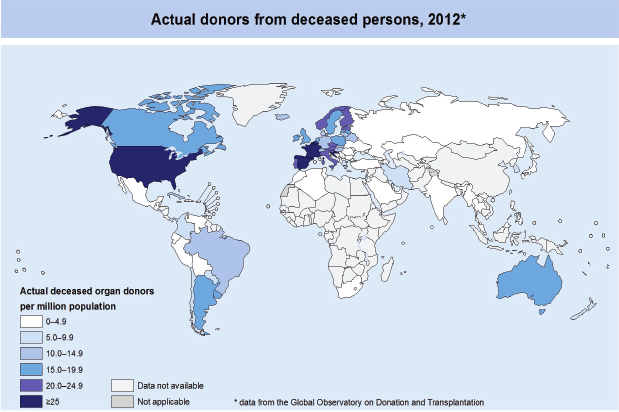 Actual donors from deceased persons, 2012*
Actual deceased organ donors
per million population
0–4.9
5.0–9.9
10.0–14.9
15.0–19.9
20.0–24.9
≥25
Data not available
Not applicable
* data from the Global Observatory on Donation and Transplantation